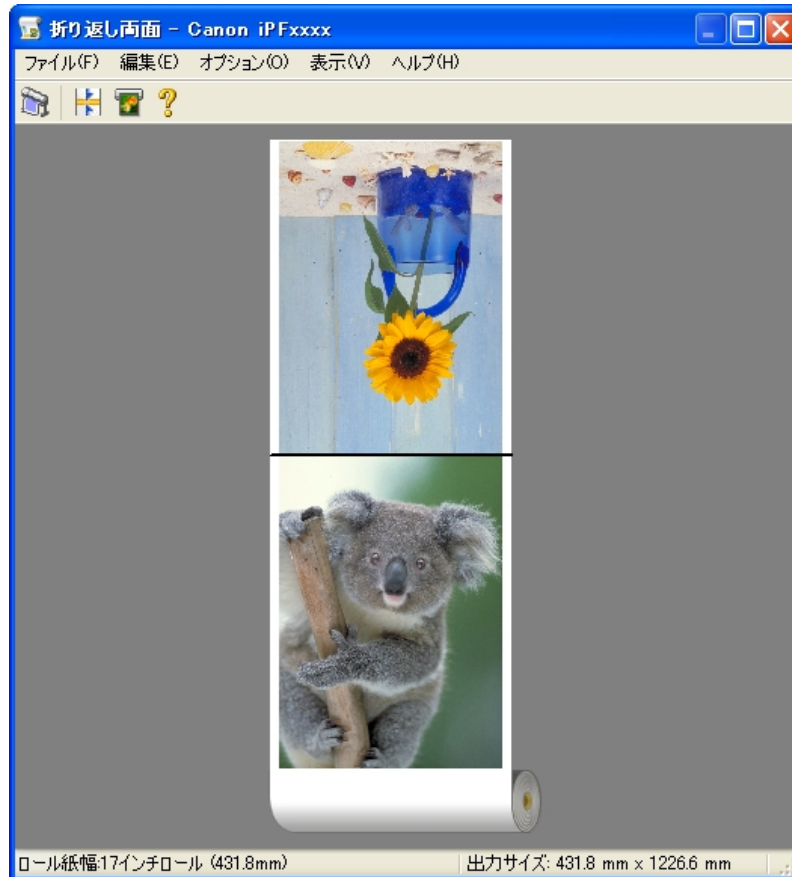 折り返し両面 - Canon iPFxxxx
ファイル(F) 編集(E) オプション(O) 表示(V) ヘルプ(H)
ロール紙幅:17インチロール (431.8mm) 出力サイズ: 431.8 mm x 1226.6 mm